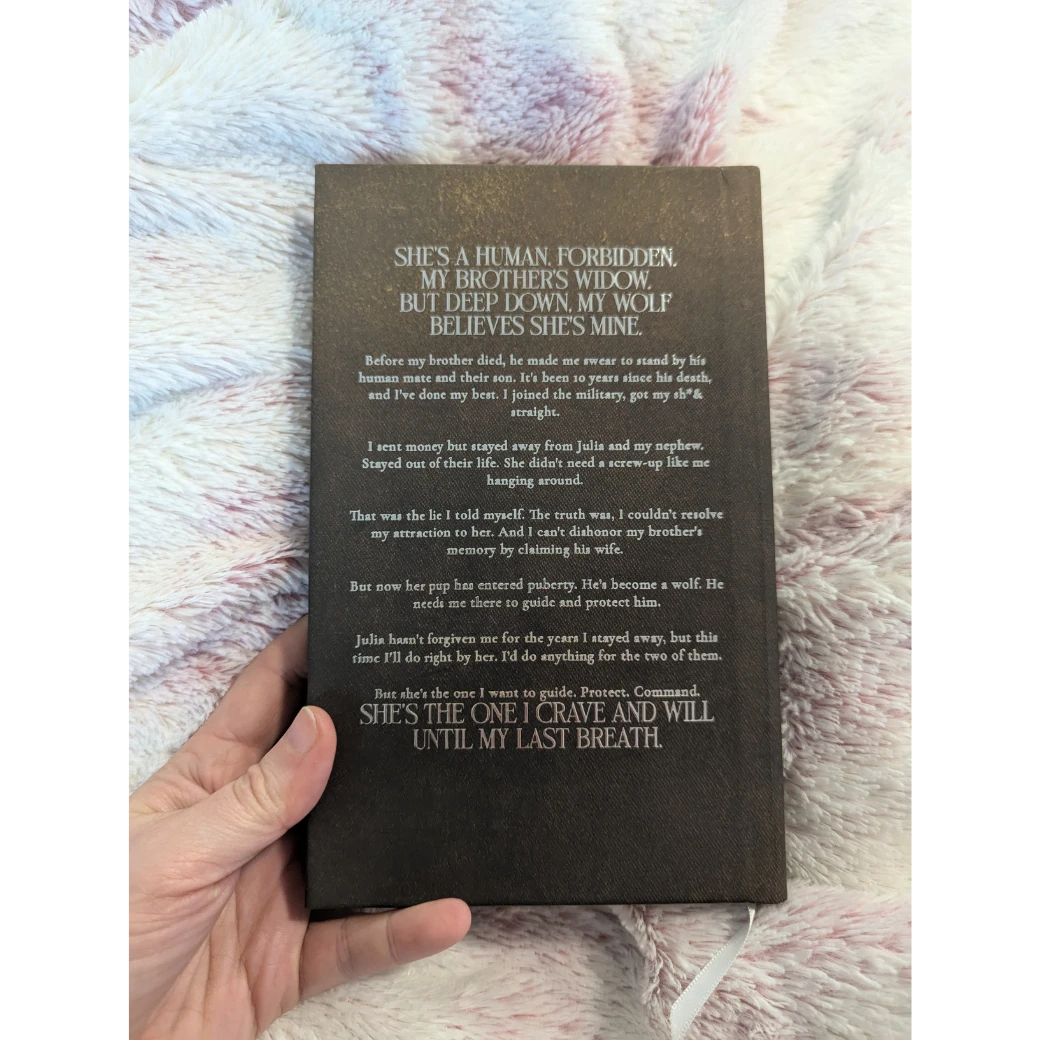 SHE'S A HUMAN. FORBIDDEN.
MY BROTHER'S WIDOW.
BUT DEEP DOWN, MY WOLF
BELIEVES SHE'S MINE.
Before my brother died, he made me swear to stand by his
human mate and their son. It's been 10 years since his death,
and I've done my best. I joined the military, got my sh*&
straight.
I sent money but stayed away from Julia and my nephew.
Stayed out of their life. She didn't need a screw-up like me
hanging around.
That was the lie I told myself. The truth was, I couldn't resolve
my attraction to her. And I can't dishonor my brother's
memory by claiming his wife.
But now her pup has entered puberty. He's become a wolf. He
needs me there to guide and protect him.
Julia hasn't forgiven me for the years I stayed away, but this
time I'll do right by her. I'd do anything for the two of them.
But she's the one I want to guide. Protect. Command.
SHE'S THE ONE I CRAVE AND WILL
UNTIL MY LAST BREATH.